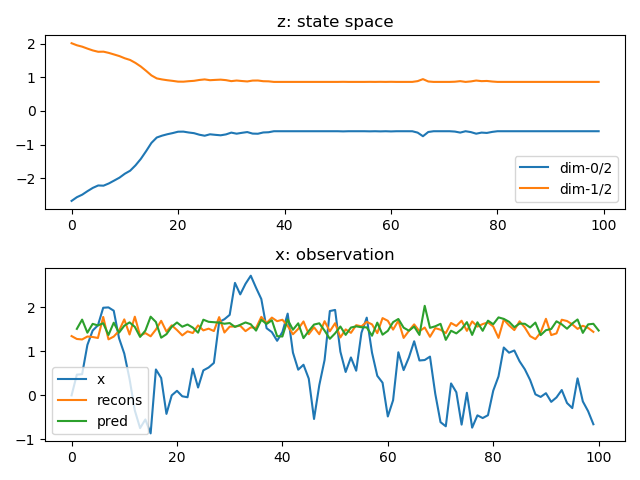 z: state space
2
1
0
−1
−2
dim-0/2
dim-1/2
0 20 40 60 80 100
x: observation
2
1
0
−1
x
recons
pred
0 20 40 60 80 100